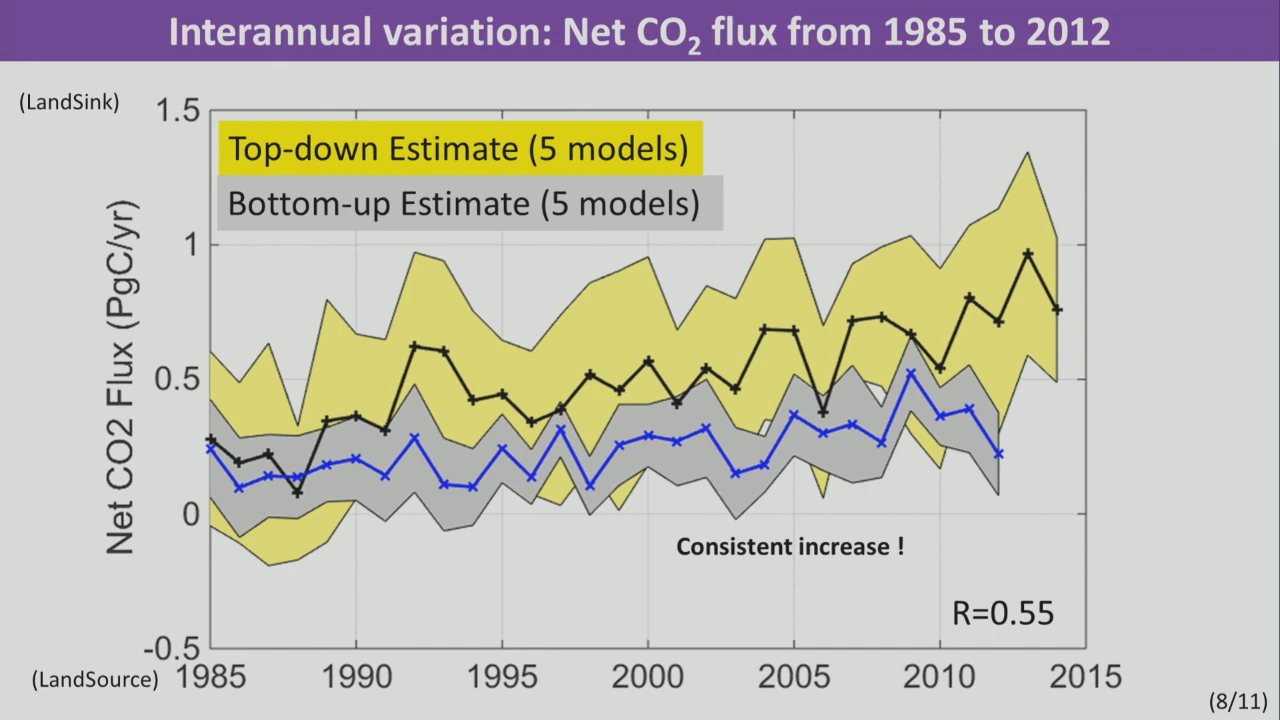 Interannual variation: Net CO₂ flux from 1985 to 2012
(LandSink)
1.5
Top-down Estimate (5 models)
Bottom-up Estimate (5 models)
1
Net CO2 Flux (PgC/yr)
0.5
0
Consistent increase !
R=0.55
-0.5
(LandSource)
1985 1990 1995 2000 2005 2010 2015
(8/11)